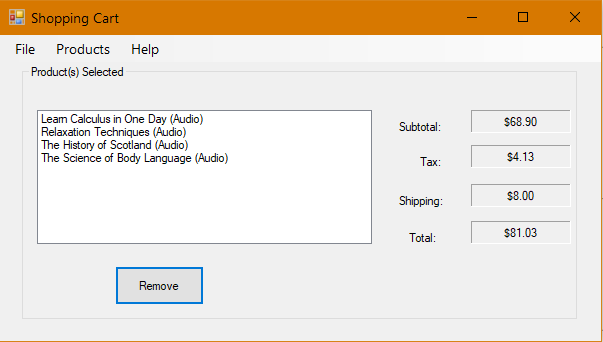 Shopping Cart
File Products Help
Product(s) Selected
Learn Calculus in One Day (Audio)
Relaxation Techniques (Audio)
The History of Scotland (Audio)
The Science of Body Language (Audio)
Subtotal: $68.90
Tax: $4.13
Shipping: $8.00
Total: $81.03
Remove